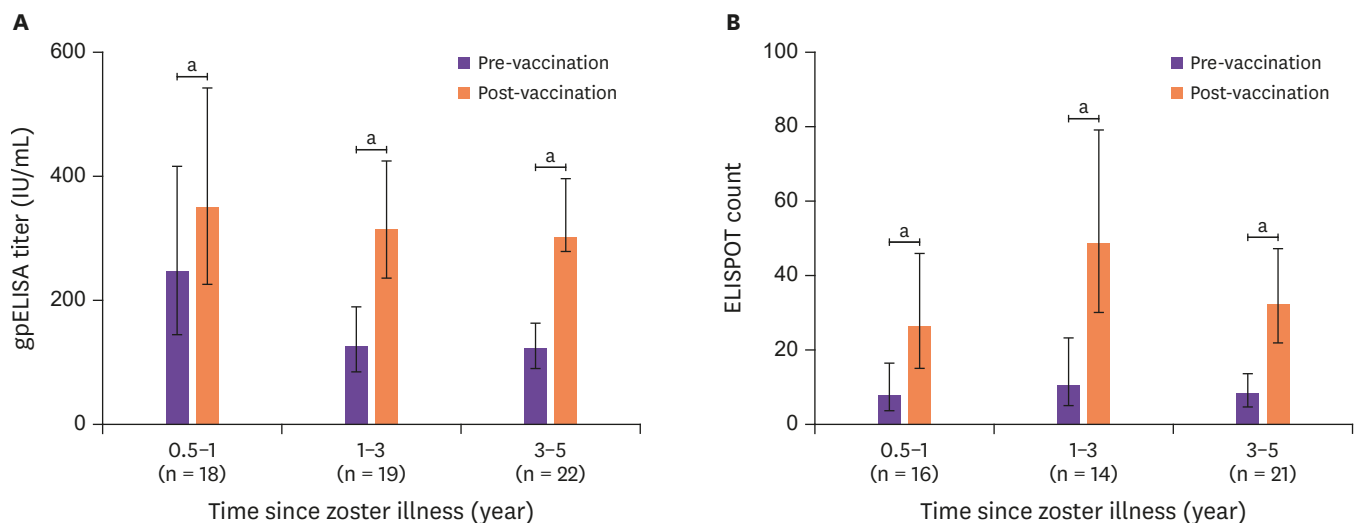 A
600
400
200
0
gpELISA titer (IU/mL)
Pre-vaccination
Post-vaccination
a
a
a
0.5–1
(n = 18)
1–3
(n = 19)
3–5
(n = 22)
Time since zoster illness (year)
B
100
80
60
40
20
0
ELISPOT count
Pre-vaccination
Post-vaccination
a
a
a
0.5–1
(n = 16)
1–3
(n = 14)
3–5
(n = 21)
Time since zoster illness (year)